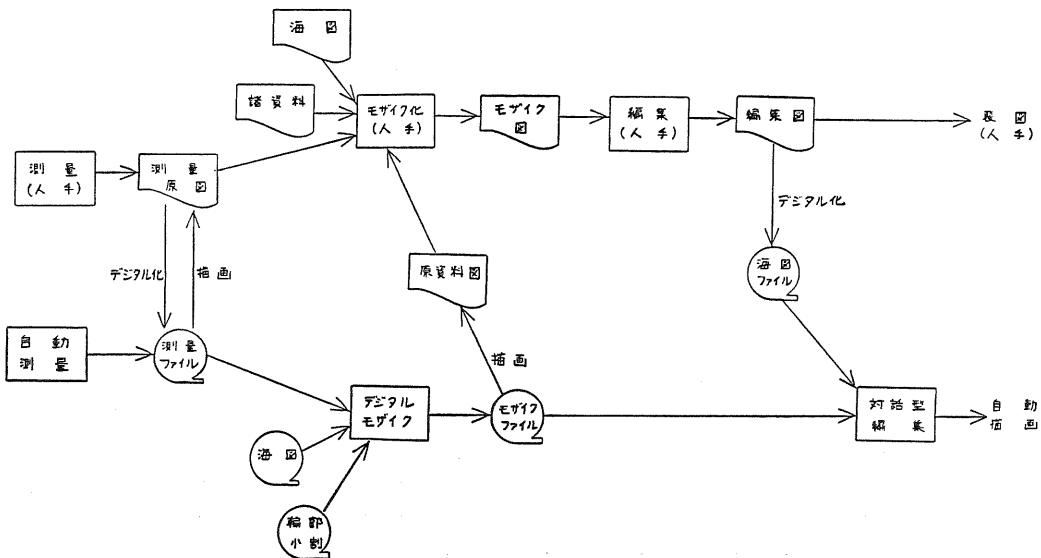 海図
諸資料
モザイク化
(人手)
モザイク
図
編集
(人手)
編集図
(人手)
測量
(人手)
測量
原図
デジタル化
デジタル化
描画
原資料図
海図
ファイル
自動
測量
測量
ファイル
描画
デジタル
モザイク
モザイク
ファイル
対話型
編集
自動
描画
海図
輪郭
小割